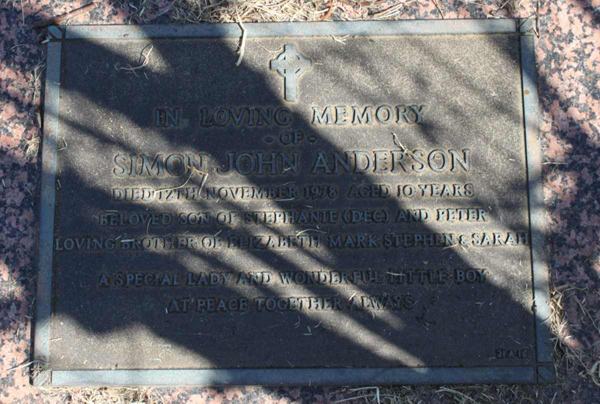 IN LOVING MEMORY
- OF -
SIMON JOHN ANDERSON
DIED 12TH NOVEMBER 1978 AGED 10 YEARS
BELOVED SON OF STEPHANIE (DEC) AND PETER
LOVING BROTHER OF ELIZABETH MARK STEPHEN & SARAH
A SPECIAL LADY AND WONDERFUL LITTLE BOY
AT PEACE TOGETHER ALWAYS